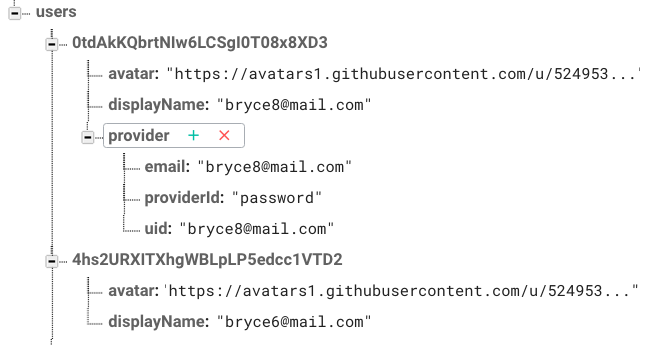 users
0tdAkKQbrtNIw6LCSgI0T08x8XD3
avatar: "https://avatars1.githubusercontent.com/u/524953..."
displayName: "bryce8@mail.com"
provider + ×
email: "bryce8@mail.com"
providerId: "password"
uid: "bryce8@mail.com"
4hs2URXITXhgWBLpLP5edcc1VTD2
avatar: "https://avatars1.githubusercontent.com/u/524953..."
displayName: "bryce6@mail.com"